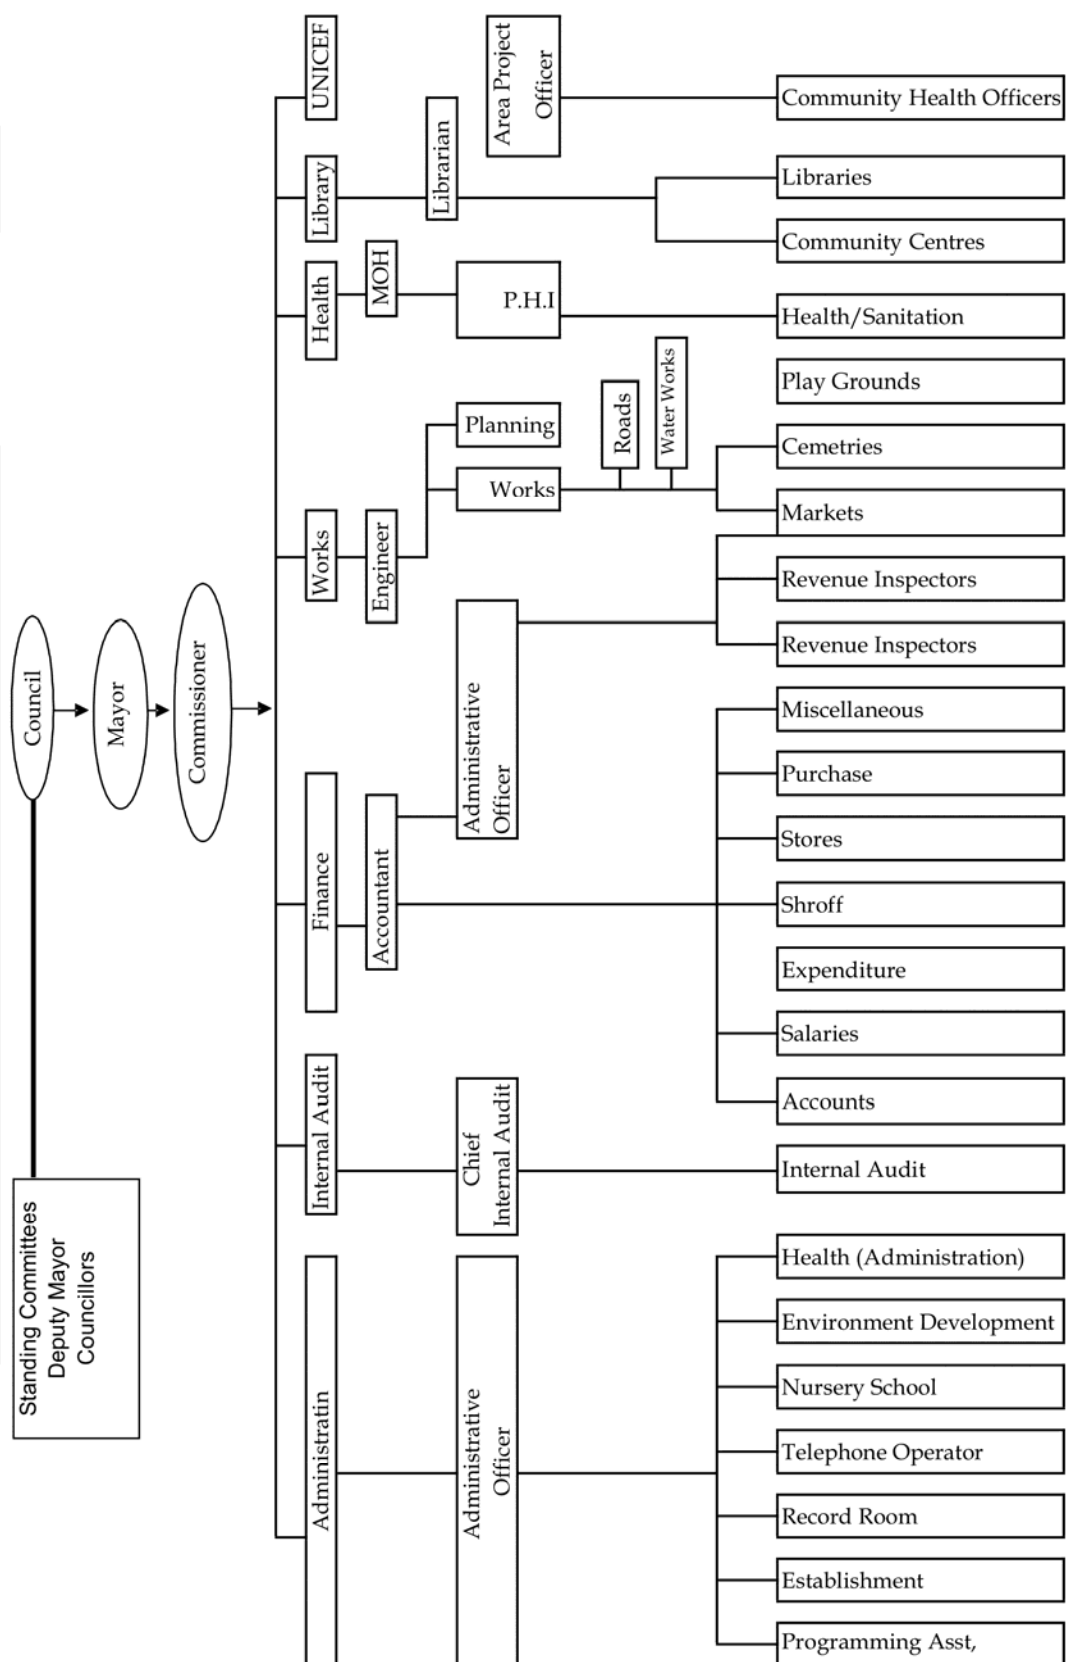 UNICEF
Area Project
Officer
Community Health Officers
Library
Librarian
Libraries
Community Centres
Health
MOH
P.H.I
Health/Sanitation
Play Grounds
Planning
Roads
Water Works
Cemetries
Works
Markets
Works
Engineer
Revenue Inspectors
Revenue Inspectors
Council
Mayor
Commissioner
Administrative
Officer
Miscellaneous
Purchase
Stores
Finance
Accountant
Shroff
Expenditure
Salaries
Accounts
Internal Audit
Chief
Internal Audit
Internal Audit
Standing Committees
Deputy Mayor
Councillors
Health (Administration)
Environment Development
Nursery School
Administratin
Administrative
Officer
Telephone Operator
Record Room
Establishment
Programming Asst,